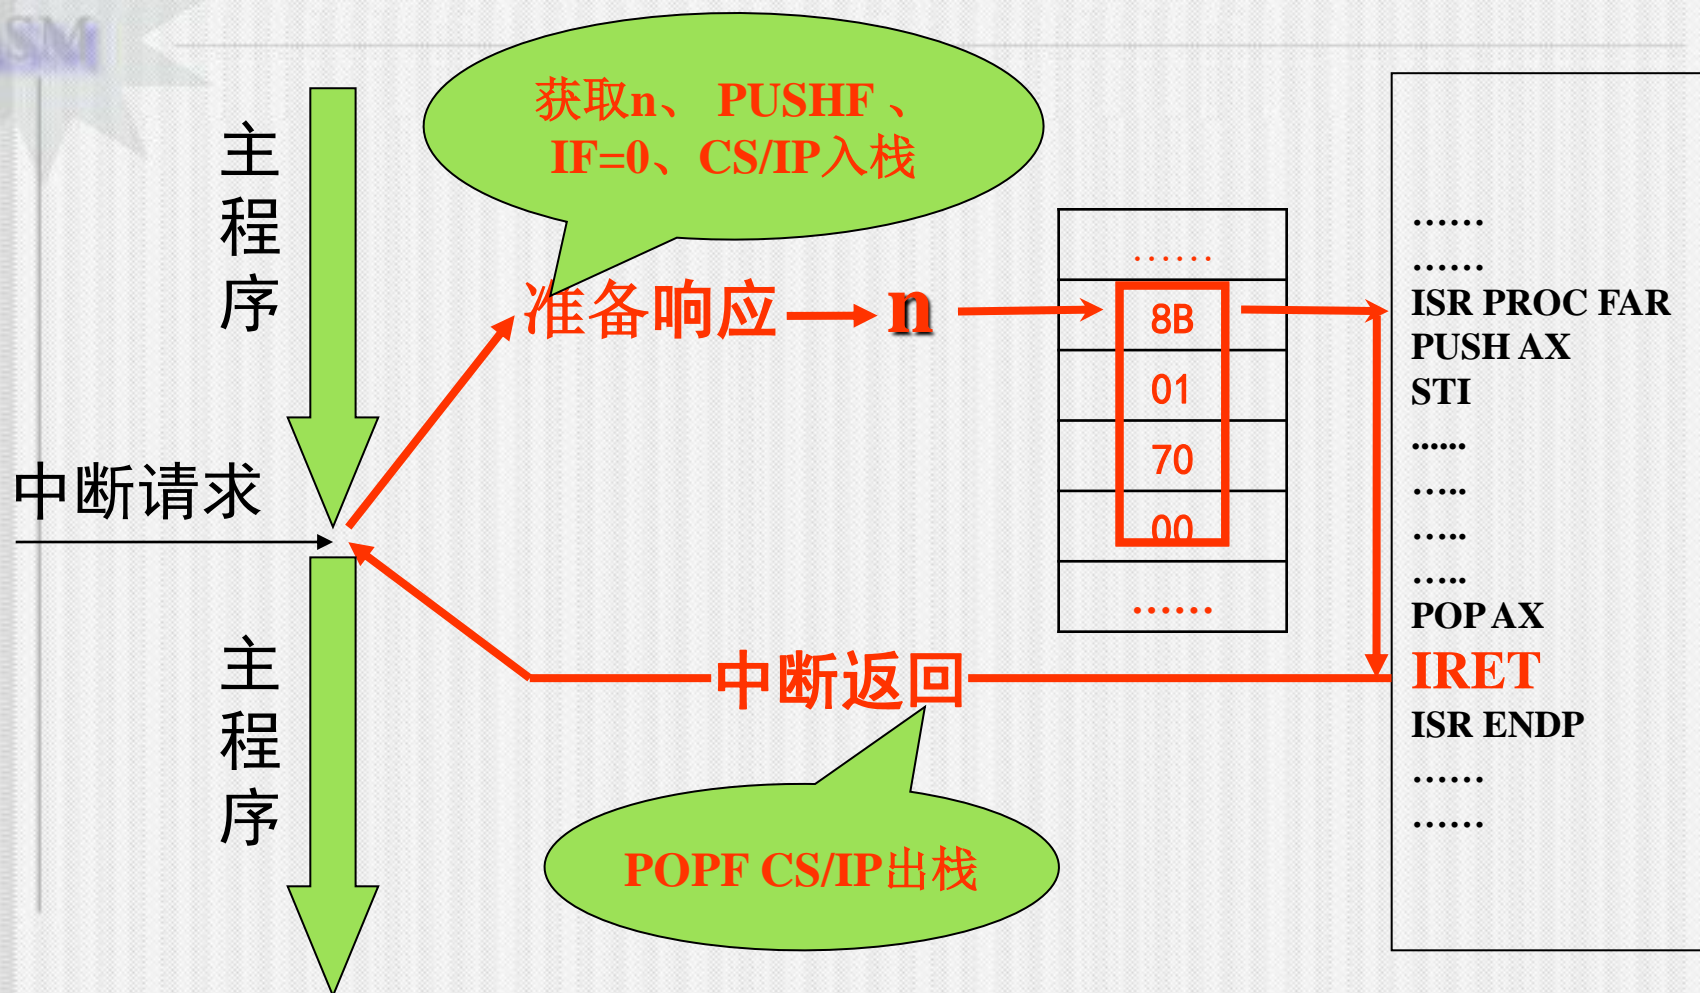 ASM
获取n、 PUSHF 、
IF=0、CS/IP入栈
主
程
序
准备响应
n
……
8B
01
70
00
……
……
……
ISR PROC FAR
PUSH AX
STI
......
…..
…..
…..
POP AX
IRET
ISR ENDP
……
……
中断请求
中断返回
主
程
序
POPF CS/IP出栈